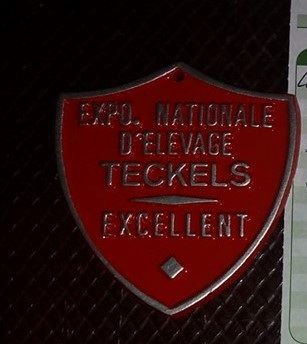 EXPO. NATIONALE
D'ELEVAGE
TECKELS
EXCELLENT